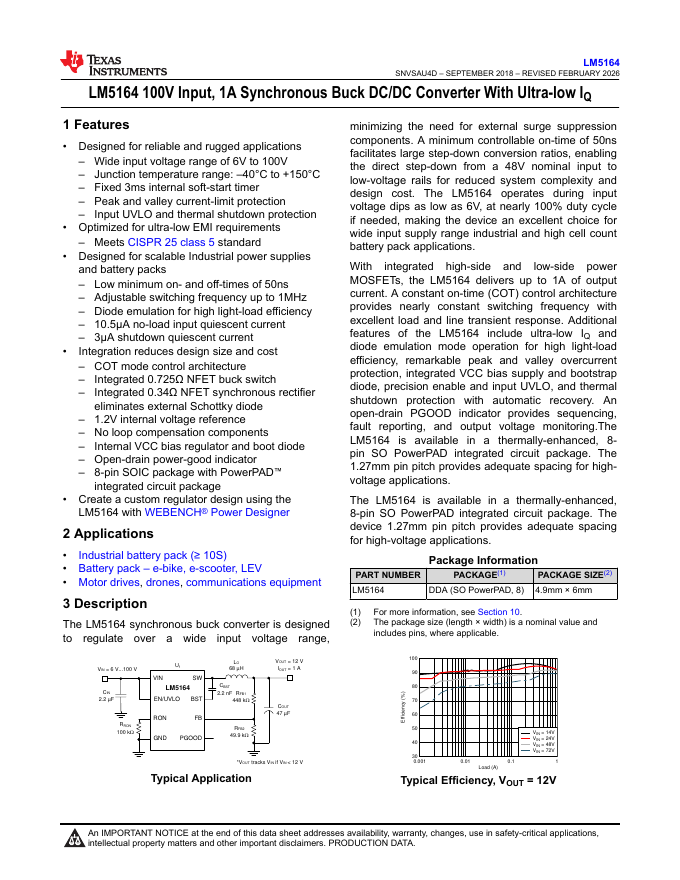 TEXAS
INSTRUMENTS
LM5164
SNVSAU4D – SEPTEMBER 2018 – REVISED FEBRUARY 2026
LM5164 100V Input, 1A Synchronous Buck DC/DC Converter With Ultra-low IQ
1 Features
• Designed for reliable and rugged applications
– Wide input voltage range of 6V to 100V
– Junction temperature range: –40°C to +150°C
– Fixed 3ms internal soft-start timer
– Peak and valley current-limit protection
– Input UVLO and thermal shutdown protection
• Optimized for ultra-low EMI requirements
– Meets CISPR 25 class 5 standard
• Designed for scalable Industrial power supplies
and battery packs
– Low minimum on- and off-times of 50ns
– Adjustable switching frequency up to 1MHz
– Diode emulation for high light-load efficiency
– 10.5µA no-load input quiescent current
– 3µA shutdown quiescent current
• Integration reduces design size and cost
– COT mode control architecture
– Integrated 0.725Ω NFET buck switch
– Integrated 0.34Ω NFET synchronous rectifier
eliminates external Schottky diode
– 1.2V internal voltage reference
– No loop compensation components
– Internal VCC bias regulator and boot diode
– Open-drain power-good indicator
– 8-pin SOIC package with PowerPAD™
integrated circuit package
• Create a custom regulator design using the
LM5164 with WEBENCH® Power Designer
2 Applications
• Industrial battery pack (≥ 10S)
• Battery pack – e-bike, e-scooter, LEV
• Motor drives, drones, communications equipment
3 Description
The LM5164 synchronous buck converter is designed
to regulate over a wide input voltage range,
minimizing the need for external surge suppression
components. A minimum controllable on-time of 50ns
facilitates large step-down conversion ratios, enabling
the direct step-down from a 48V nominal input to
low-voltage rails for reduced system complexity and
design cost. The LM5164 operates during input
voltage dips as low as 6V, at nearly 100% duty cycle
if needed, making the device an excellent choice for
wide input supply range industrial and high cell count
battery pack applications.
With integrated high-side and low-side power
MOSFETs, the LM5164 delivers up to 1A of output
current. A constant on-time (COT) control architecture
provides nearly constant switching frequency with
excellent load and line transient response. Additional
features of the LM5164 include ultra-low IQ and
diode emulation mode operation for high light-load
efficiency, remarkable peak and valley overcurrent
protection, integrated VCC bias supply and bootstrap
diode, precision enable and input UVLO, and thermal
shutdown protection with automatic recovery. An
open-drain PGOOD indicator provides sequencing,
fault reporting, and output voltage monitoring.The
LM5164 is available in a thermally-enhanced, 8-
pin SO PowerPAD integrated circuit package. The
1.27mm pin pitch provides adequate spacing for high-
voltage applications.
The LM5164 is available in a thermally-enhanced,
8-pin SO PowerPAD integrated circuit package. The
device 1.27mm pin pitch provides adequate spacing
for high-voltage applications.
Package Information
PART NUMBER PACKAGE(1) PACKAGE SIZE(2)
LM5164 DDA (SO PowerPAD, 8) 4.9mm × 6mm
(1) For more information, see Section 10.
(2) The package size (length × width) is a nominal value and
includes pins, where applicable.
VIN = 6 V...100 V
CIN
2.2 µF
RRON
100 kΩ
U1
LM5164
VIN
EN/UVLO
RON
GND
SW
BST
FB
PGOOD
LO
68 µH
CBST
2.2 nF
RFB1
448 kΩ
RFB2
49.9 kΩ
VOUT = 12 V
IOUT = 1 A
COUT
47 µF
*VOUT tracks VIN if VIN < 12 V
Typical Application
Efficiency (%)
100
90
80
70
60
50
40
30
0.001 0.01 0.1 1
Load (A)
VIN = 14V
VIN = 24V
VIN = 48V
VIN = 72V
Typical Efficiency, VOUT = 12V
An IMPORTANT NOTICE at the end of this data sheet addresses availability, warranty, changes, use in safety-critical applications,
intellectual property matters and other important disclaimers. PRODUCTION DATA.